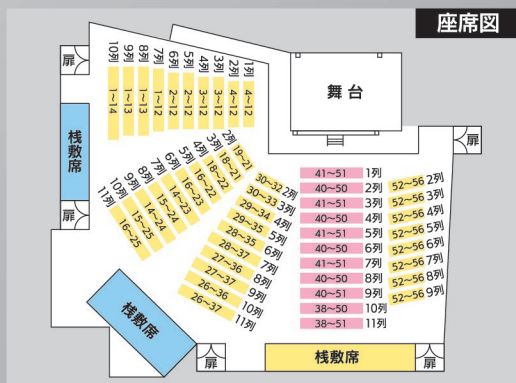 座席図
舞台
扉
扉
扉
扉
扉
桟敷席
桟敷席
桟敷席
10列 1~14
9列 1~13
8列 1~13
7列 1~12
6列 2~12
5列 2~12
4列 3~12
3列 3~12
2列 4~12
1列 4~12
2列 19~21
3列 18~21
4列 18~22
5列 16~22
6列 16~23
7列 14~23
8列 15~24
9列 14~24
10列 15~25
11列 16~25
30~32 2列
30~33 3列
29~34 4列
29~35 5列
28~35 6列
28~37 7列
27~36 8列
27~37 9列
26~36 10列
26~37 11列
41~51 1列
40~50 2列
41~51 3列
40~50 4列
41~51 5列
40~50 6列
41~51 7列
40~50 8列
40~51 9列
38~50 10列
38~51 11列
52~56 2列
52~56 3列
52~56 4列
52~56 5列
52~56 6列
52~56 7列
52~56 8列
52~56 9列